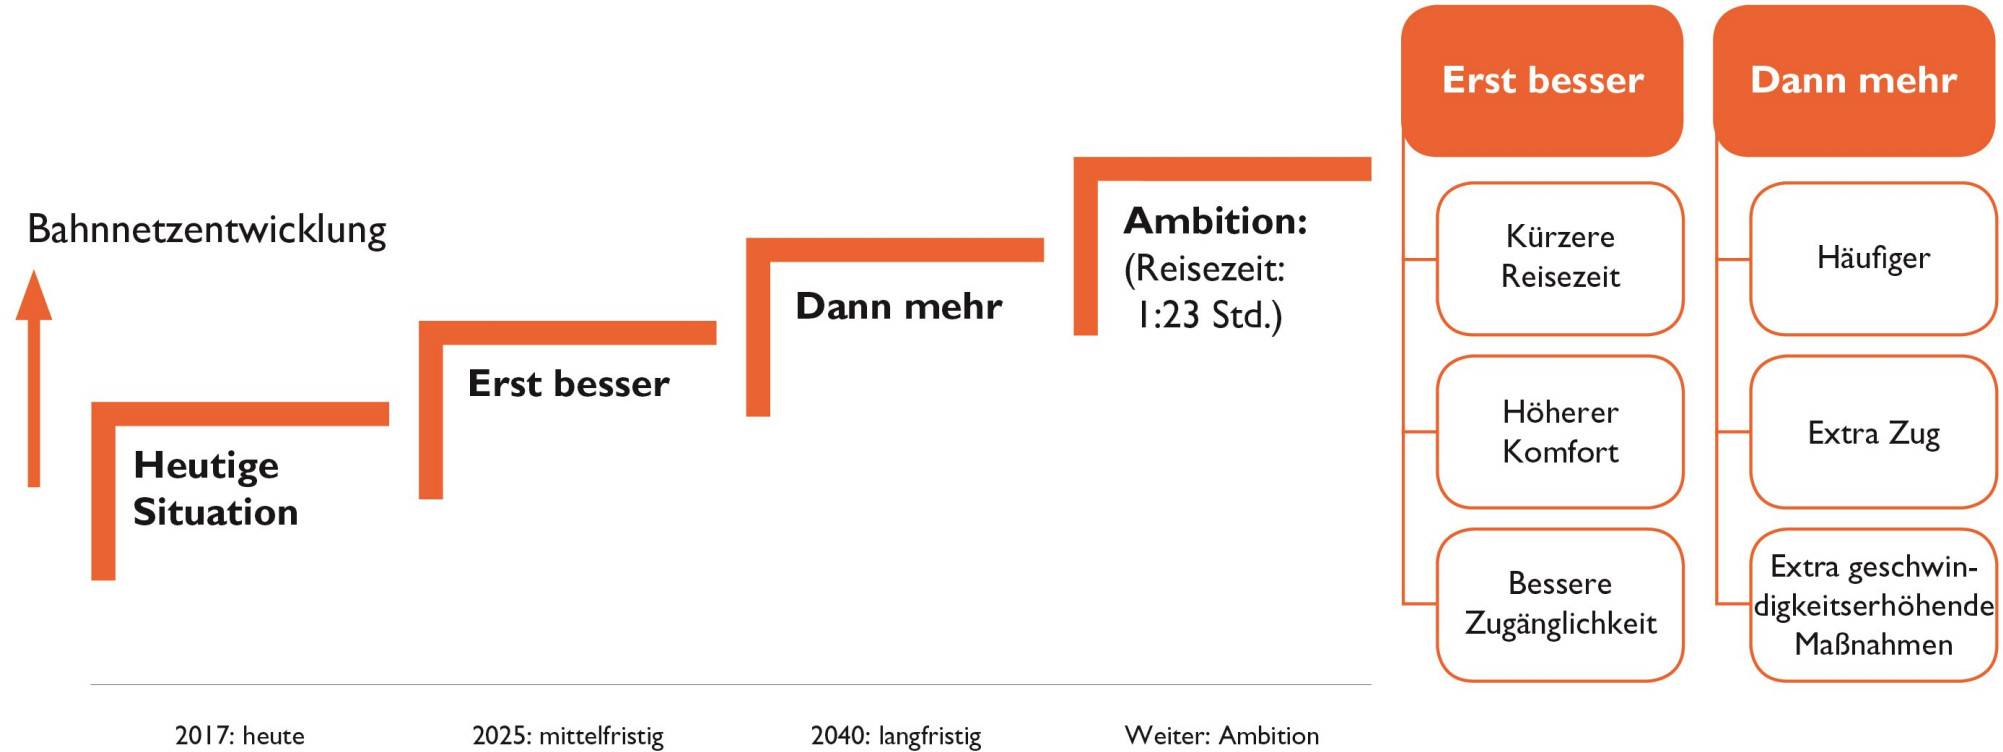 Bahnnetzentwicklung
Heutige
Situation
Erst besser
Dann mehr
Ambition:
(Reisezeit:
1:23 Std.)
2017: heute
2025: mittelfristig
2040: langfristig
Weiter: Ambition
Erst besser
Kürzere
Reisezeit
Höherer
Komfort
Bessere
Zugänglichkeit
Dann mehr
Häufiger
Extra Zug
Extra geschwin-
digkeitserhöhende
Maßnahmen